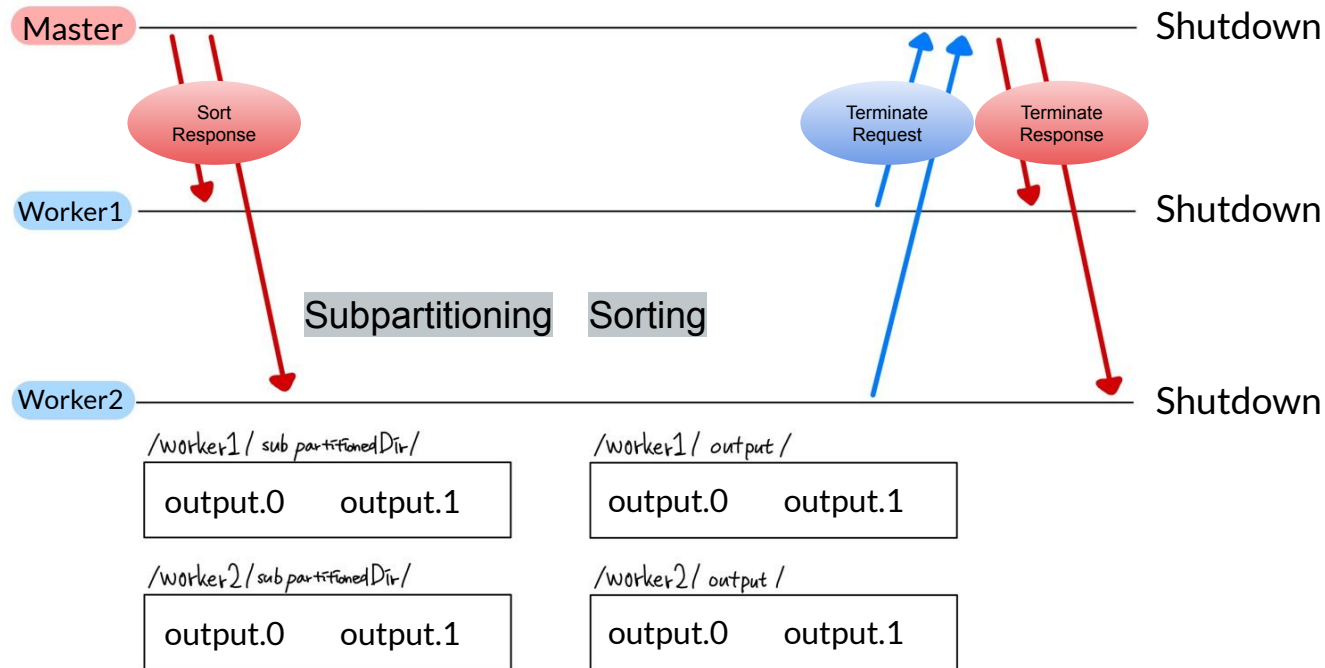 Master
Shutdown
Sort
Response
Terminate
Request
Terminate
Response
Worker1
Shutdown
Subpartitioning Sorting
Worker2
Shutdown
/worker1/ sub partitionedDir/
/worker1/ output /
output.0 output.1
output.0 output.1
/worker2/sub partitionedDir/
/worker2/ output /
output.0 output.1
output.0 output.1